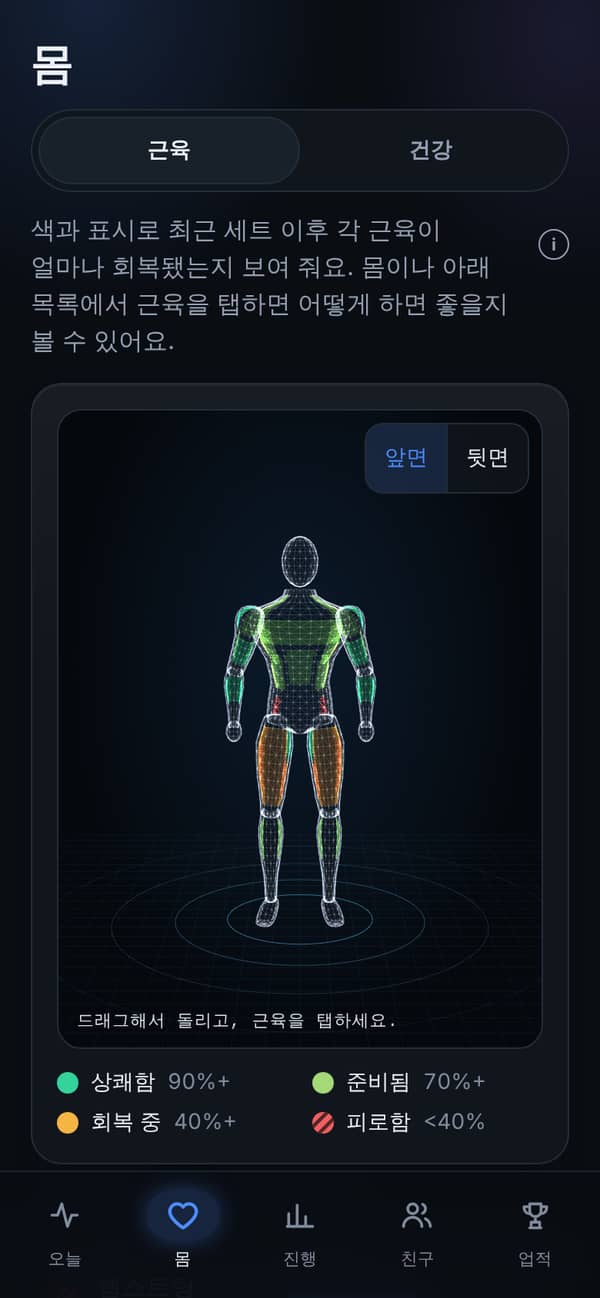 몸
근육
건강
색과 표시로 최근 세트 이후 각 근육이
얼마나 회복됐는지 보여 줘요. 몸이나 아래
목록에서 근육을 탭하면 어떻게 하면 좋을지
볼 수 있어요.
앞면
뒷면
드래그해서 돌리고, 근육을 탭하세요.
상쾌함 90%+
준비됨 70%+
회복 중 40%+
피로함 <40%
오늘
몸
진행
친구
업적